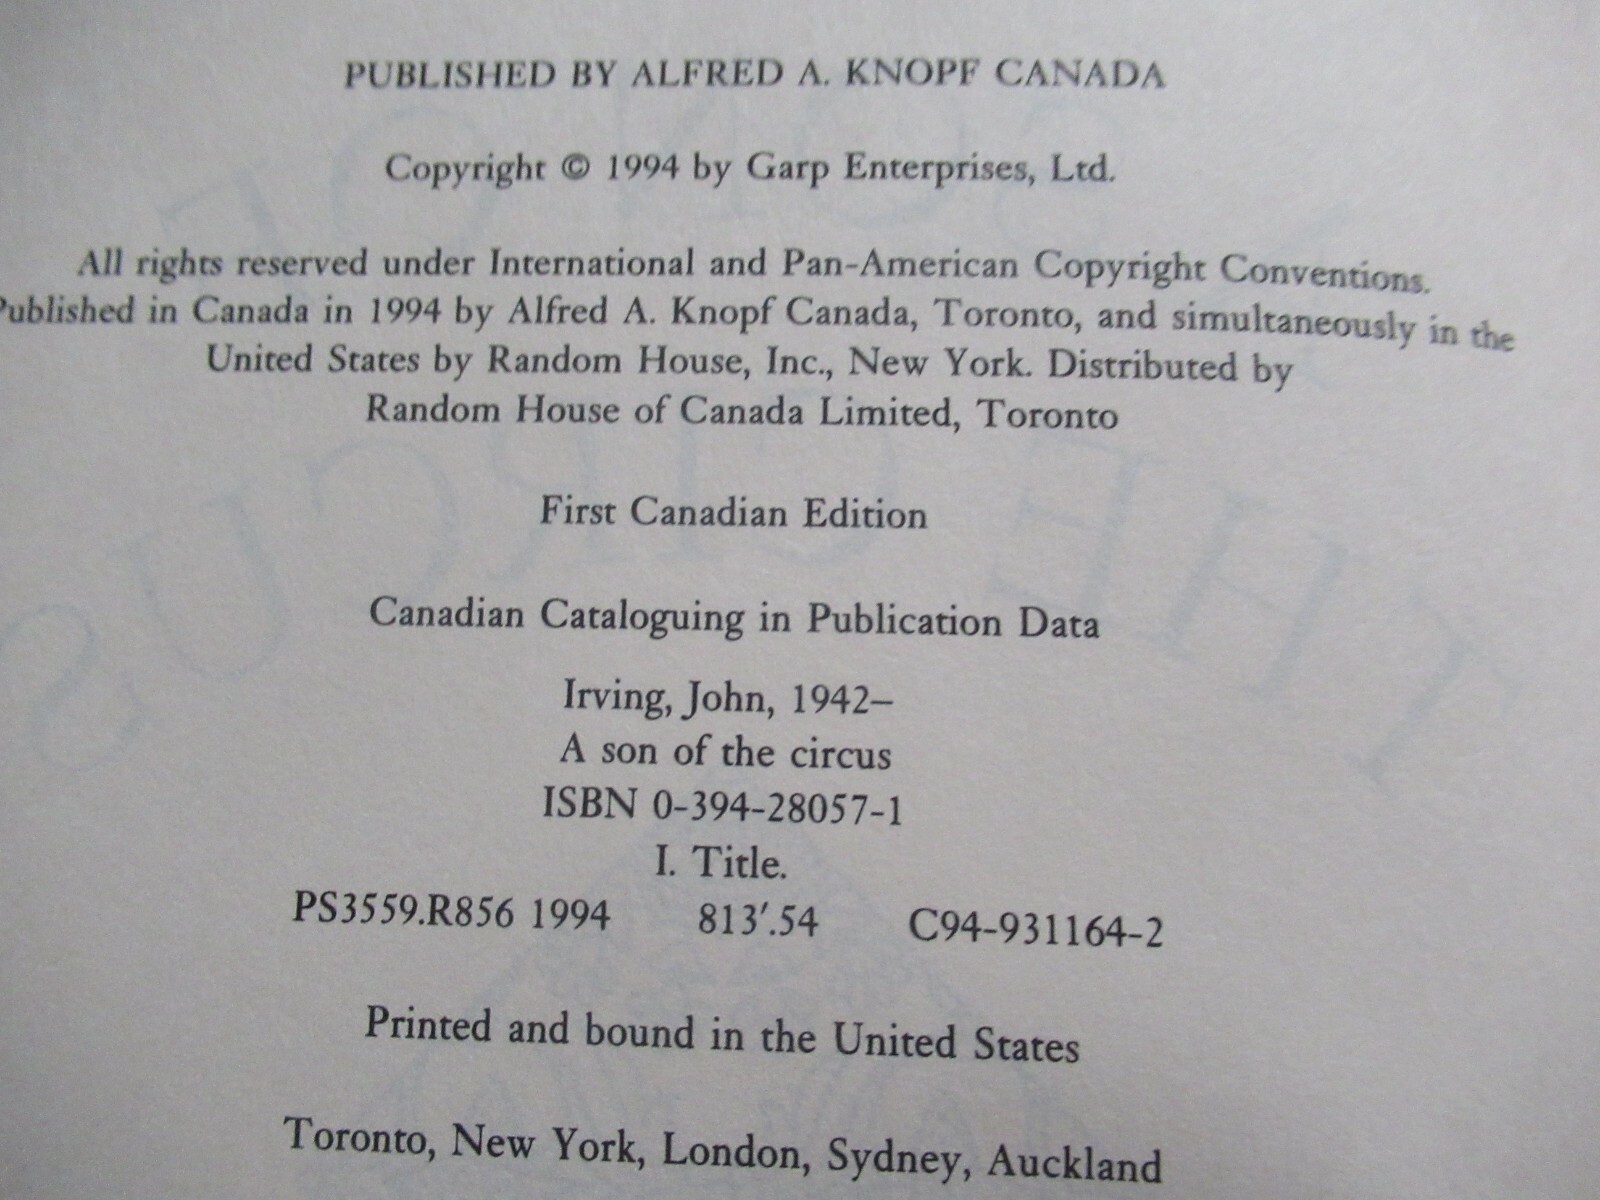 PUBLISHED BY ALFRED A. KNOPF CANADA
Copyright © 1994 by Garp Enterprises, Ltd.
All rights reserved under International and Pan-American Copyright Conventions.
Published in Canada in 1994 by Alfred A. Knopf Canada, Toronto, and simultaneously in the
United States by Random House, Inc., New York. Distributed by
Random House of Canada Limited, Toronto
First Canadian Edition
Canadian Cataloguing in Publication Data
Irving, John, 1942–
A son of the circus
ISBN 0-394-28057-1
I. Title.
PS3559.R856 1994 813′.54 C94-931164-2
Printed and bound in the United States
Toronto, New York, London, Sydney, Auckland